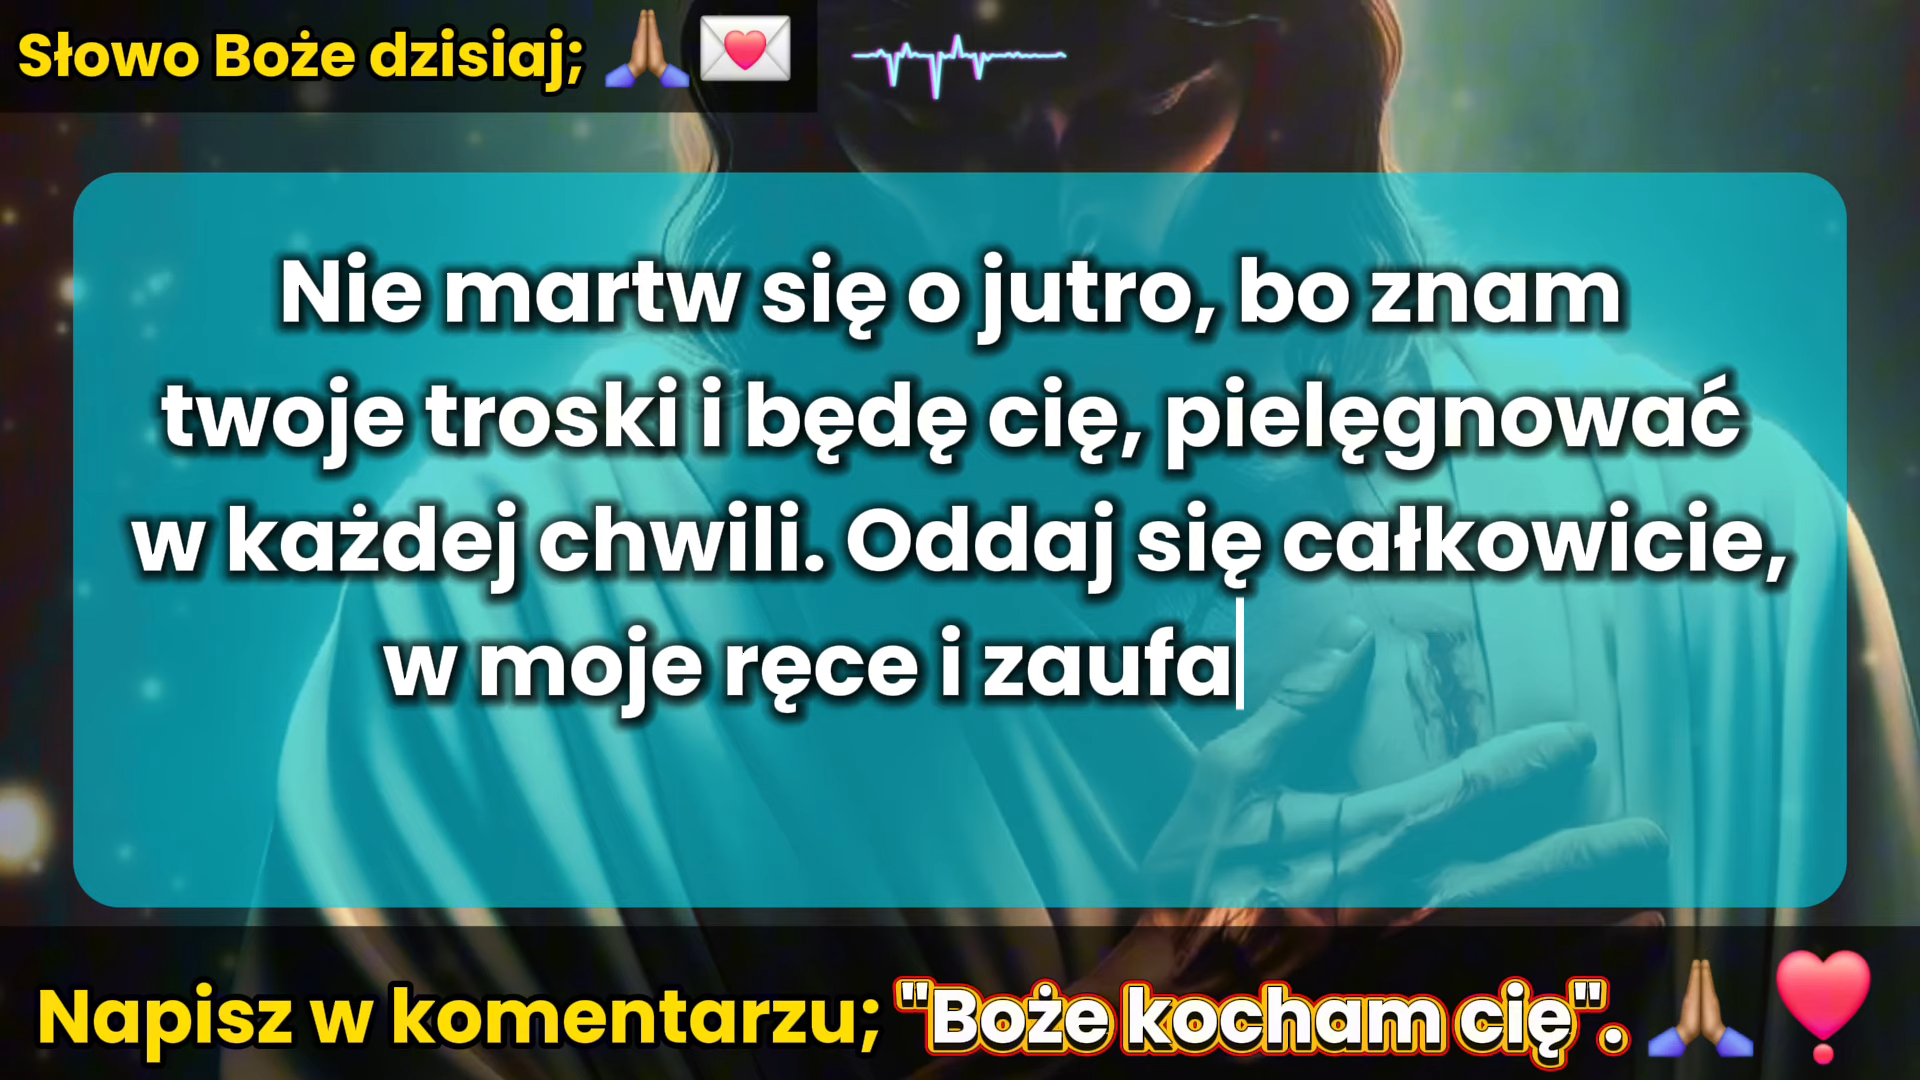 Słowo Boże dzisiaj; 🙏🏽 💌
Nie martw się o jutro, bo znam
twoje troski i będę cię, pielęgnować
w każdej chwili. Oddaj się całkowicie,
w moje ręce i zaufa
Napisz w komentarzu; "Boże kocham cię". 🙏🏽 ❣️